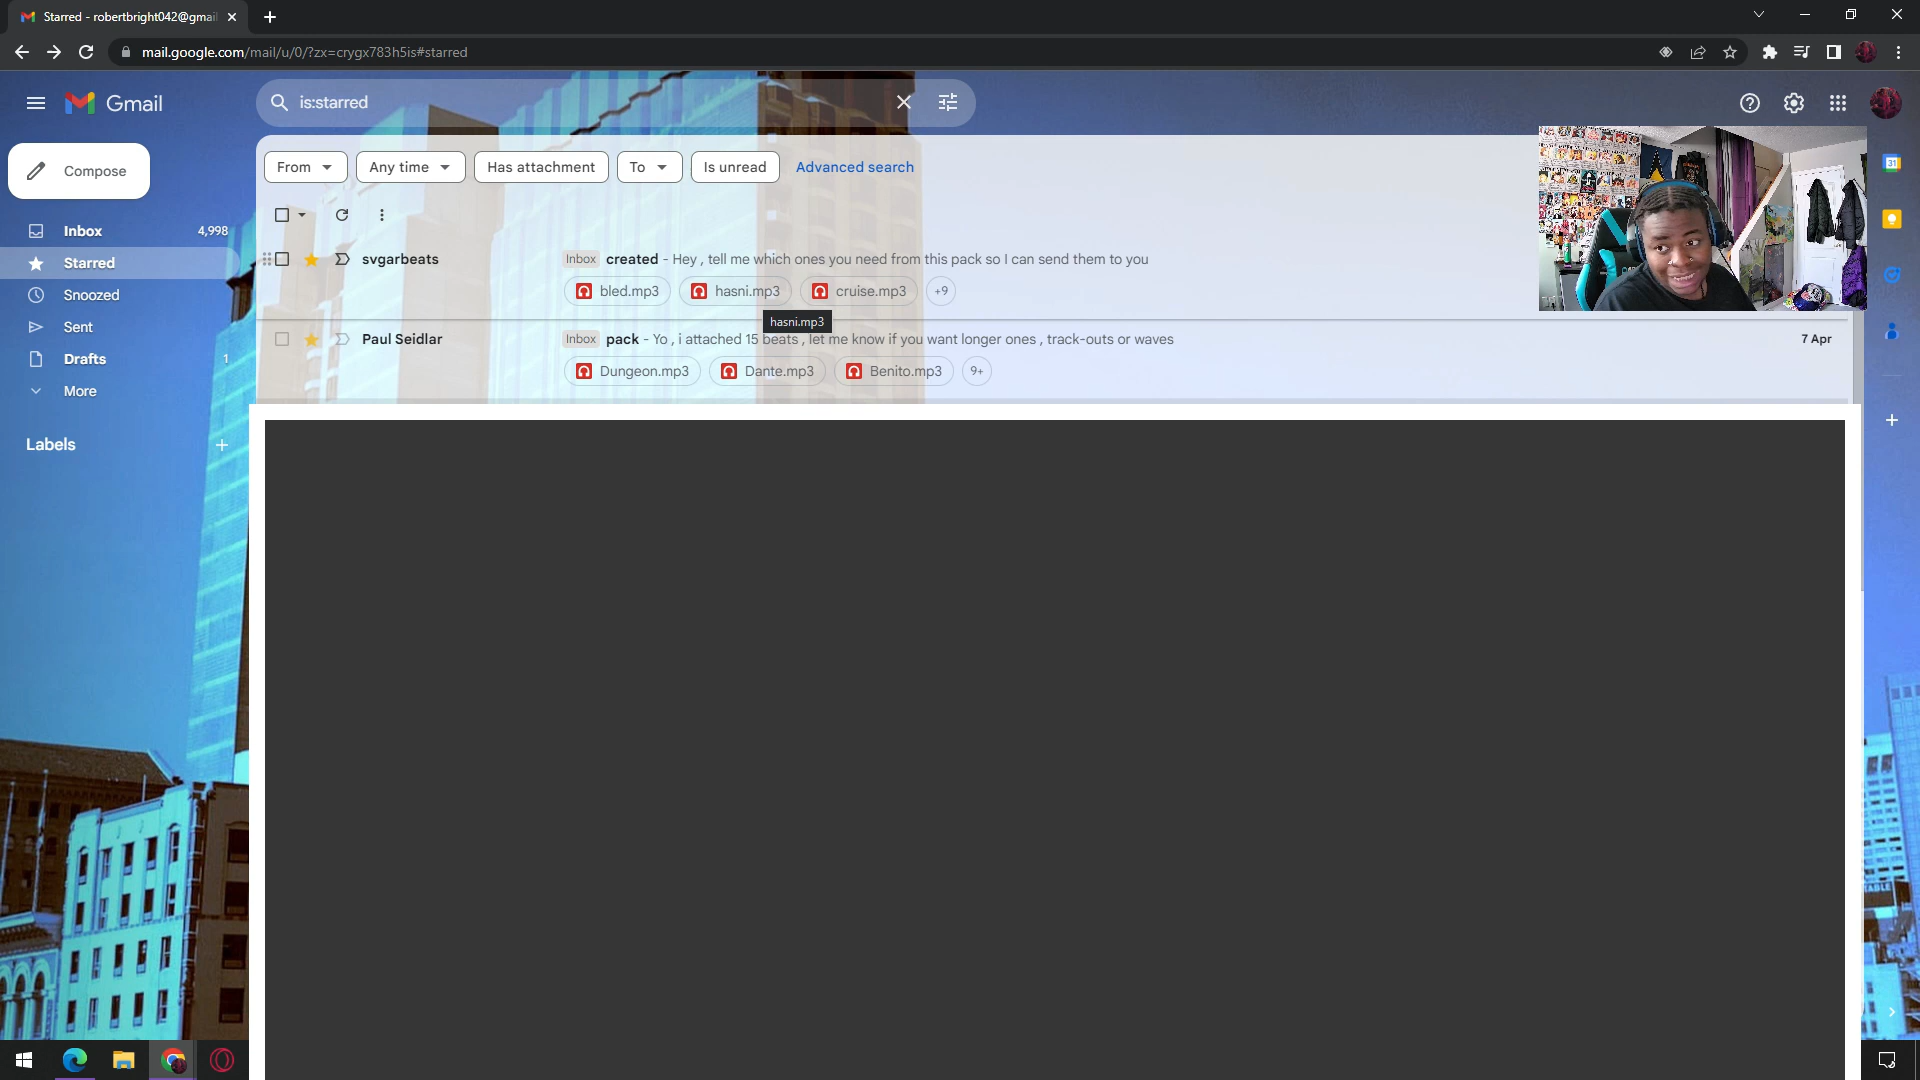 Starred - robertbright042@gmai
mail.google.com/mail/u/0/?zx=crygx783h5is#starred
Gmail
is:starred
Compose
From
Any time
Has attachment
To
Is unread
Advanced search
Inbox 4,998
Starred
Snoozed
Sent
Drafts 1
More
Labels
svgarbeats Inbox created - Hey , tell me which ones you need from this pack so I can send them to you
bled.mp3 hasni.mp3 cruise.mp3 +9
hasni.mp3
Paul Seidlar Inbox pack - Yo , i attached 15 beats , let me know if you want longer ones , track-outs or waves 7 Apr
Dungeon.mp3 Dante.mp3 Benito.mp3 9+
31